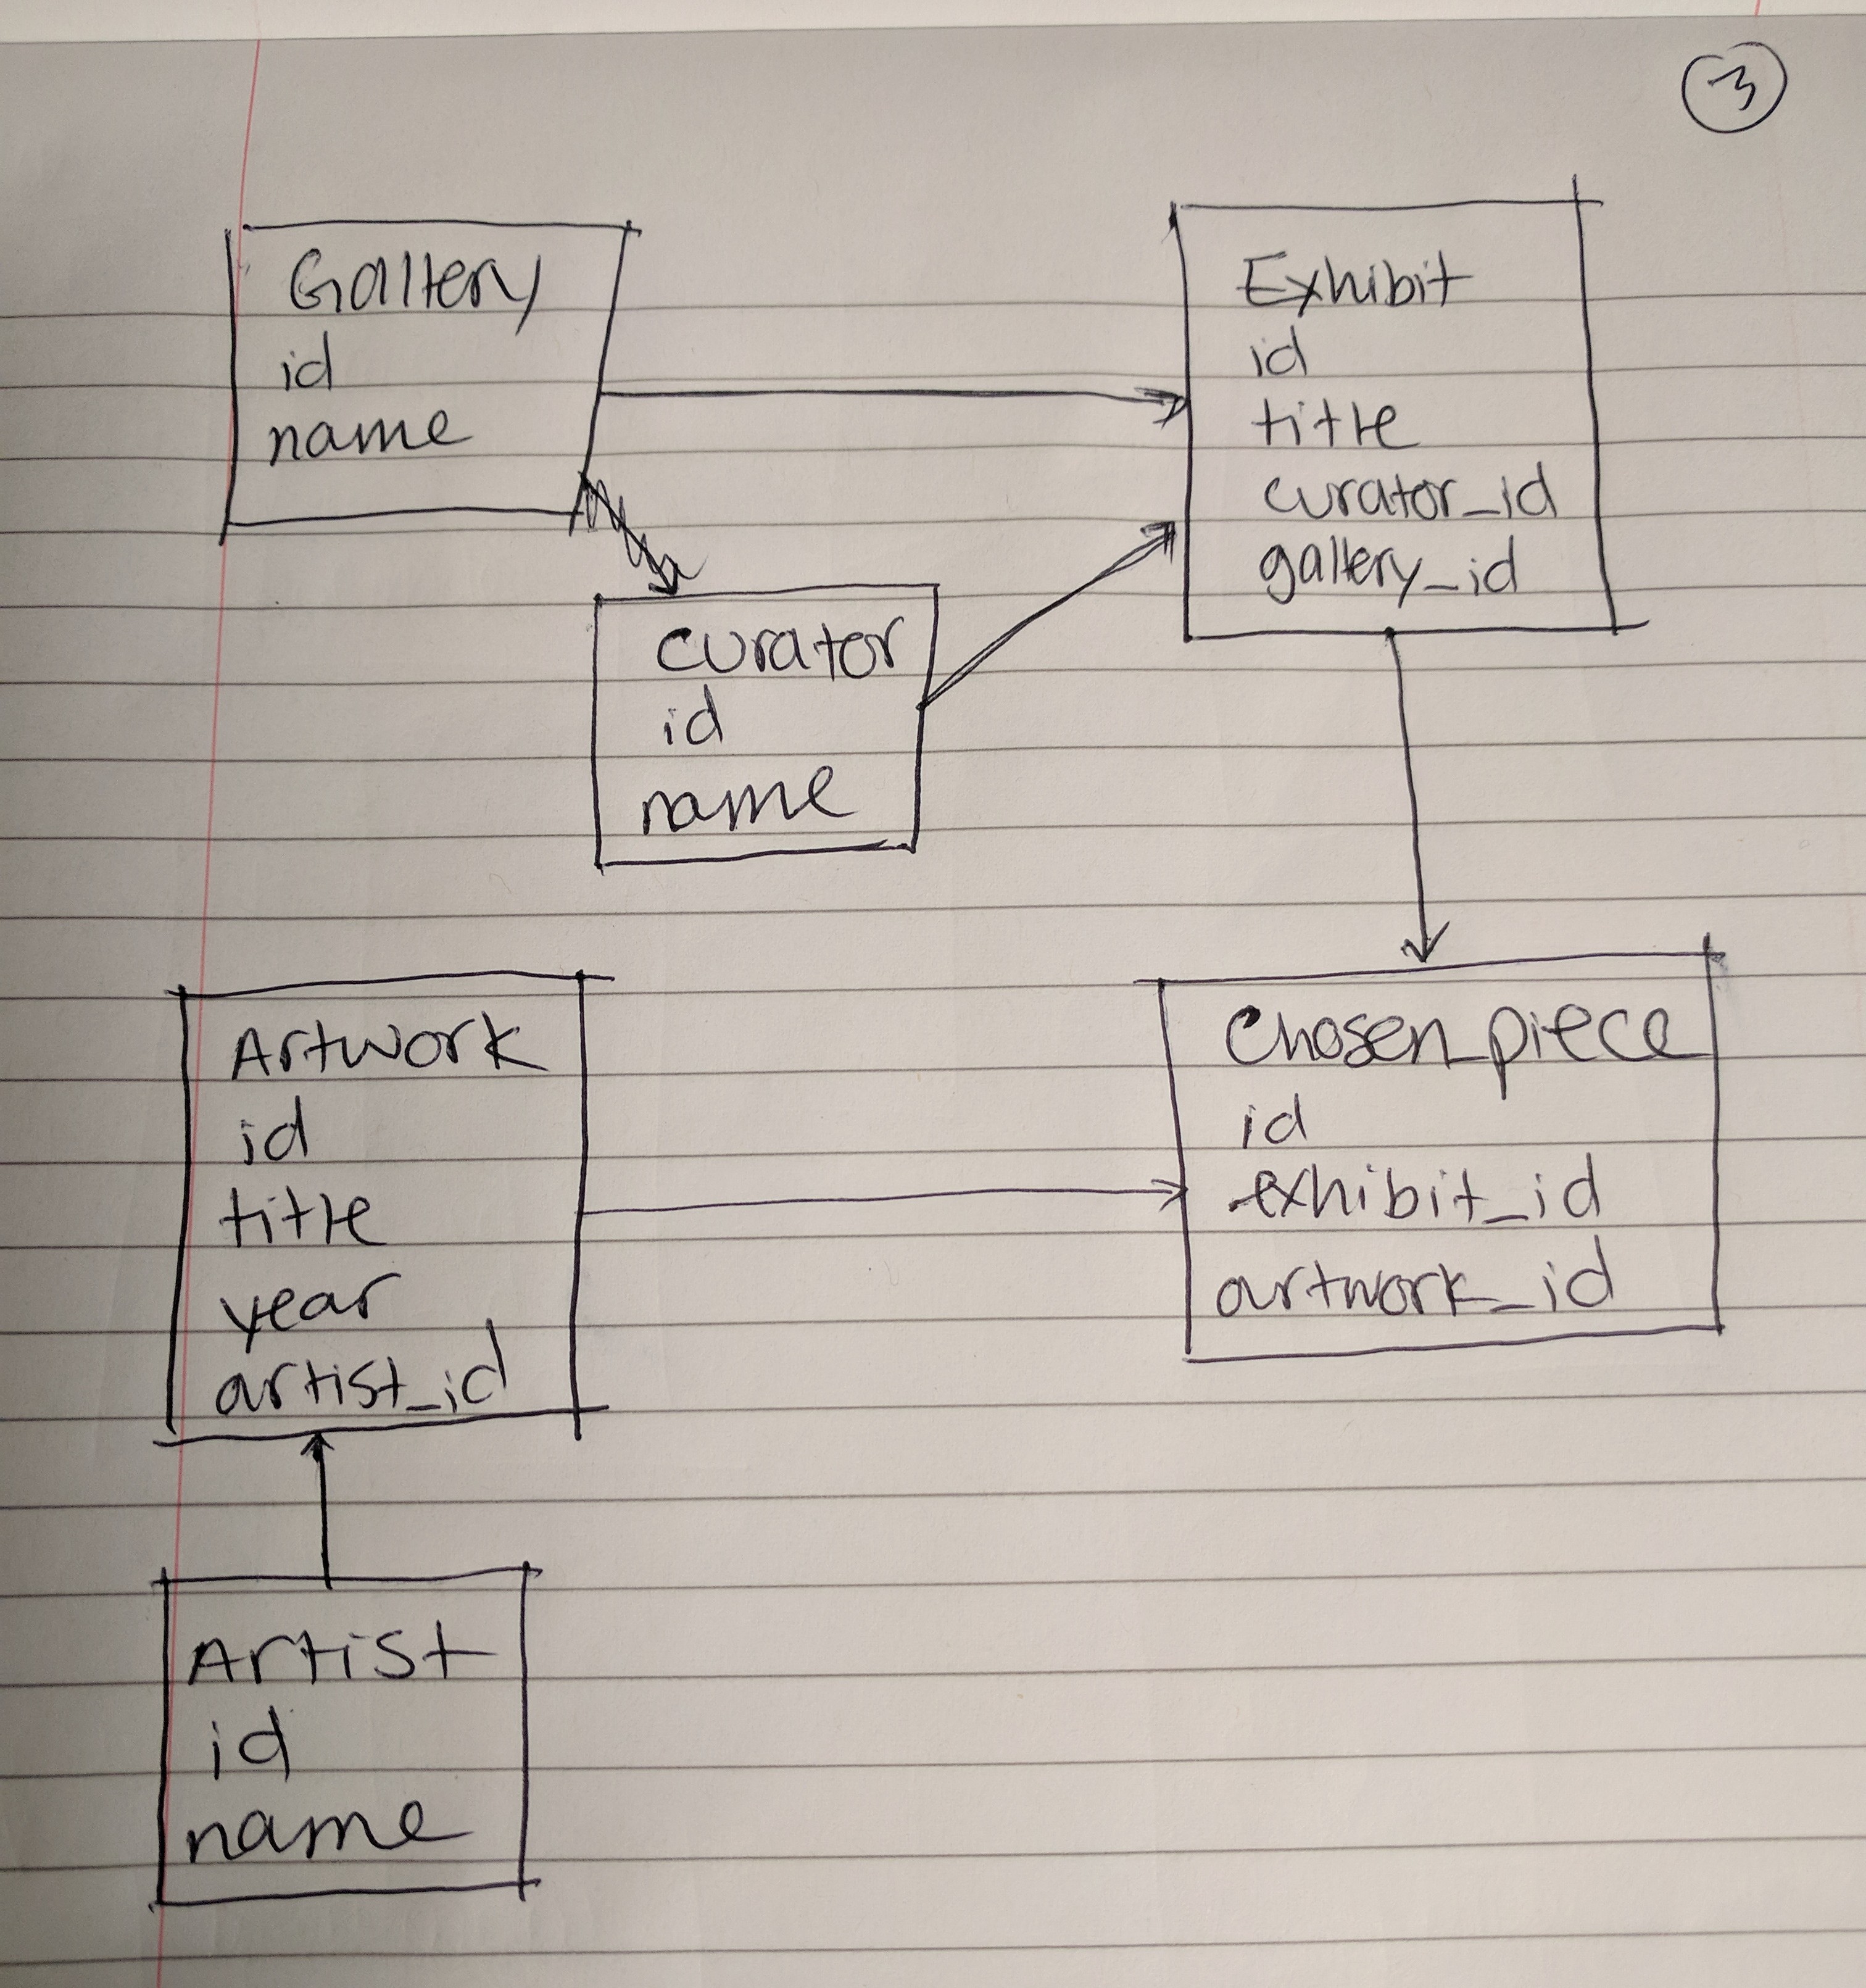 3
Gallery
id
name
Exhibit
id
title
curator_id
gallery_id
curator
id
name
Artwork
id
title
year
artist_id
Chosen_piece
id
exhibit_id
artwork_id
Artist
id
name